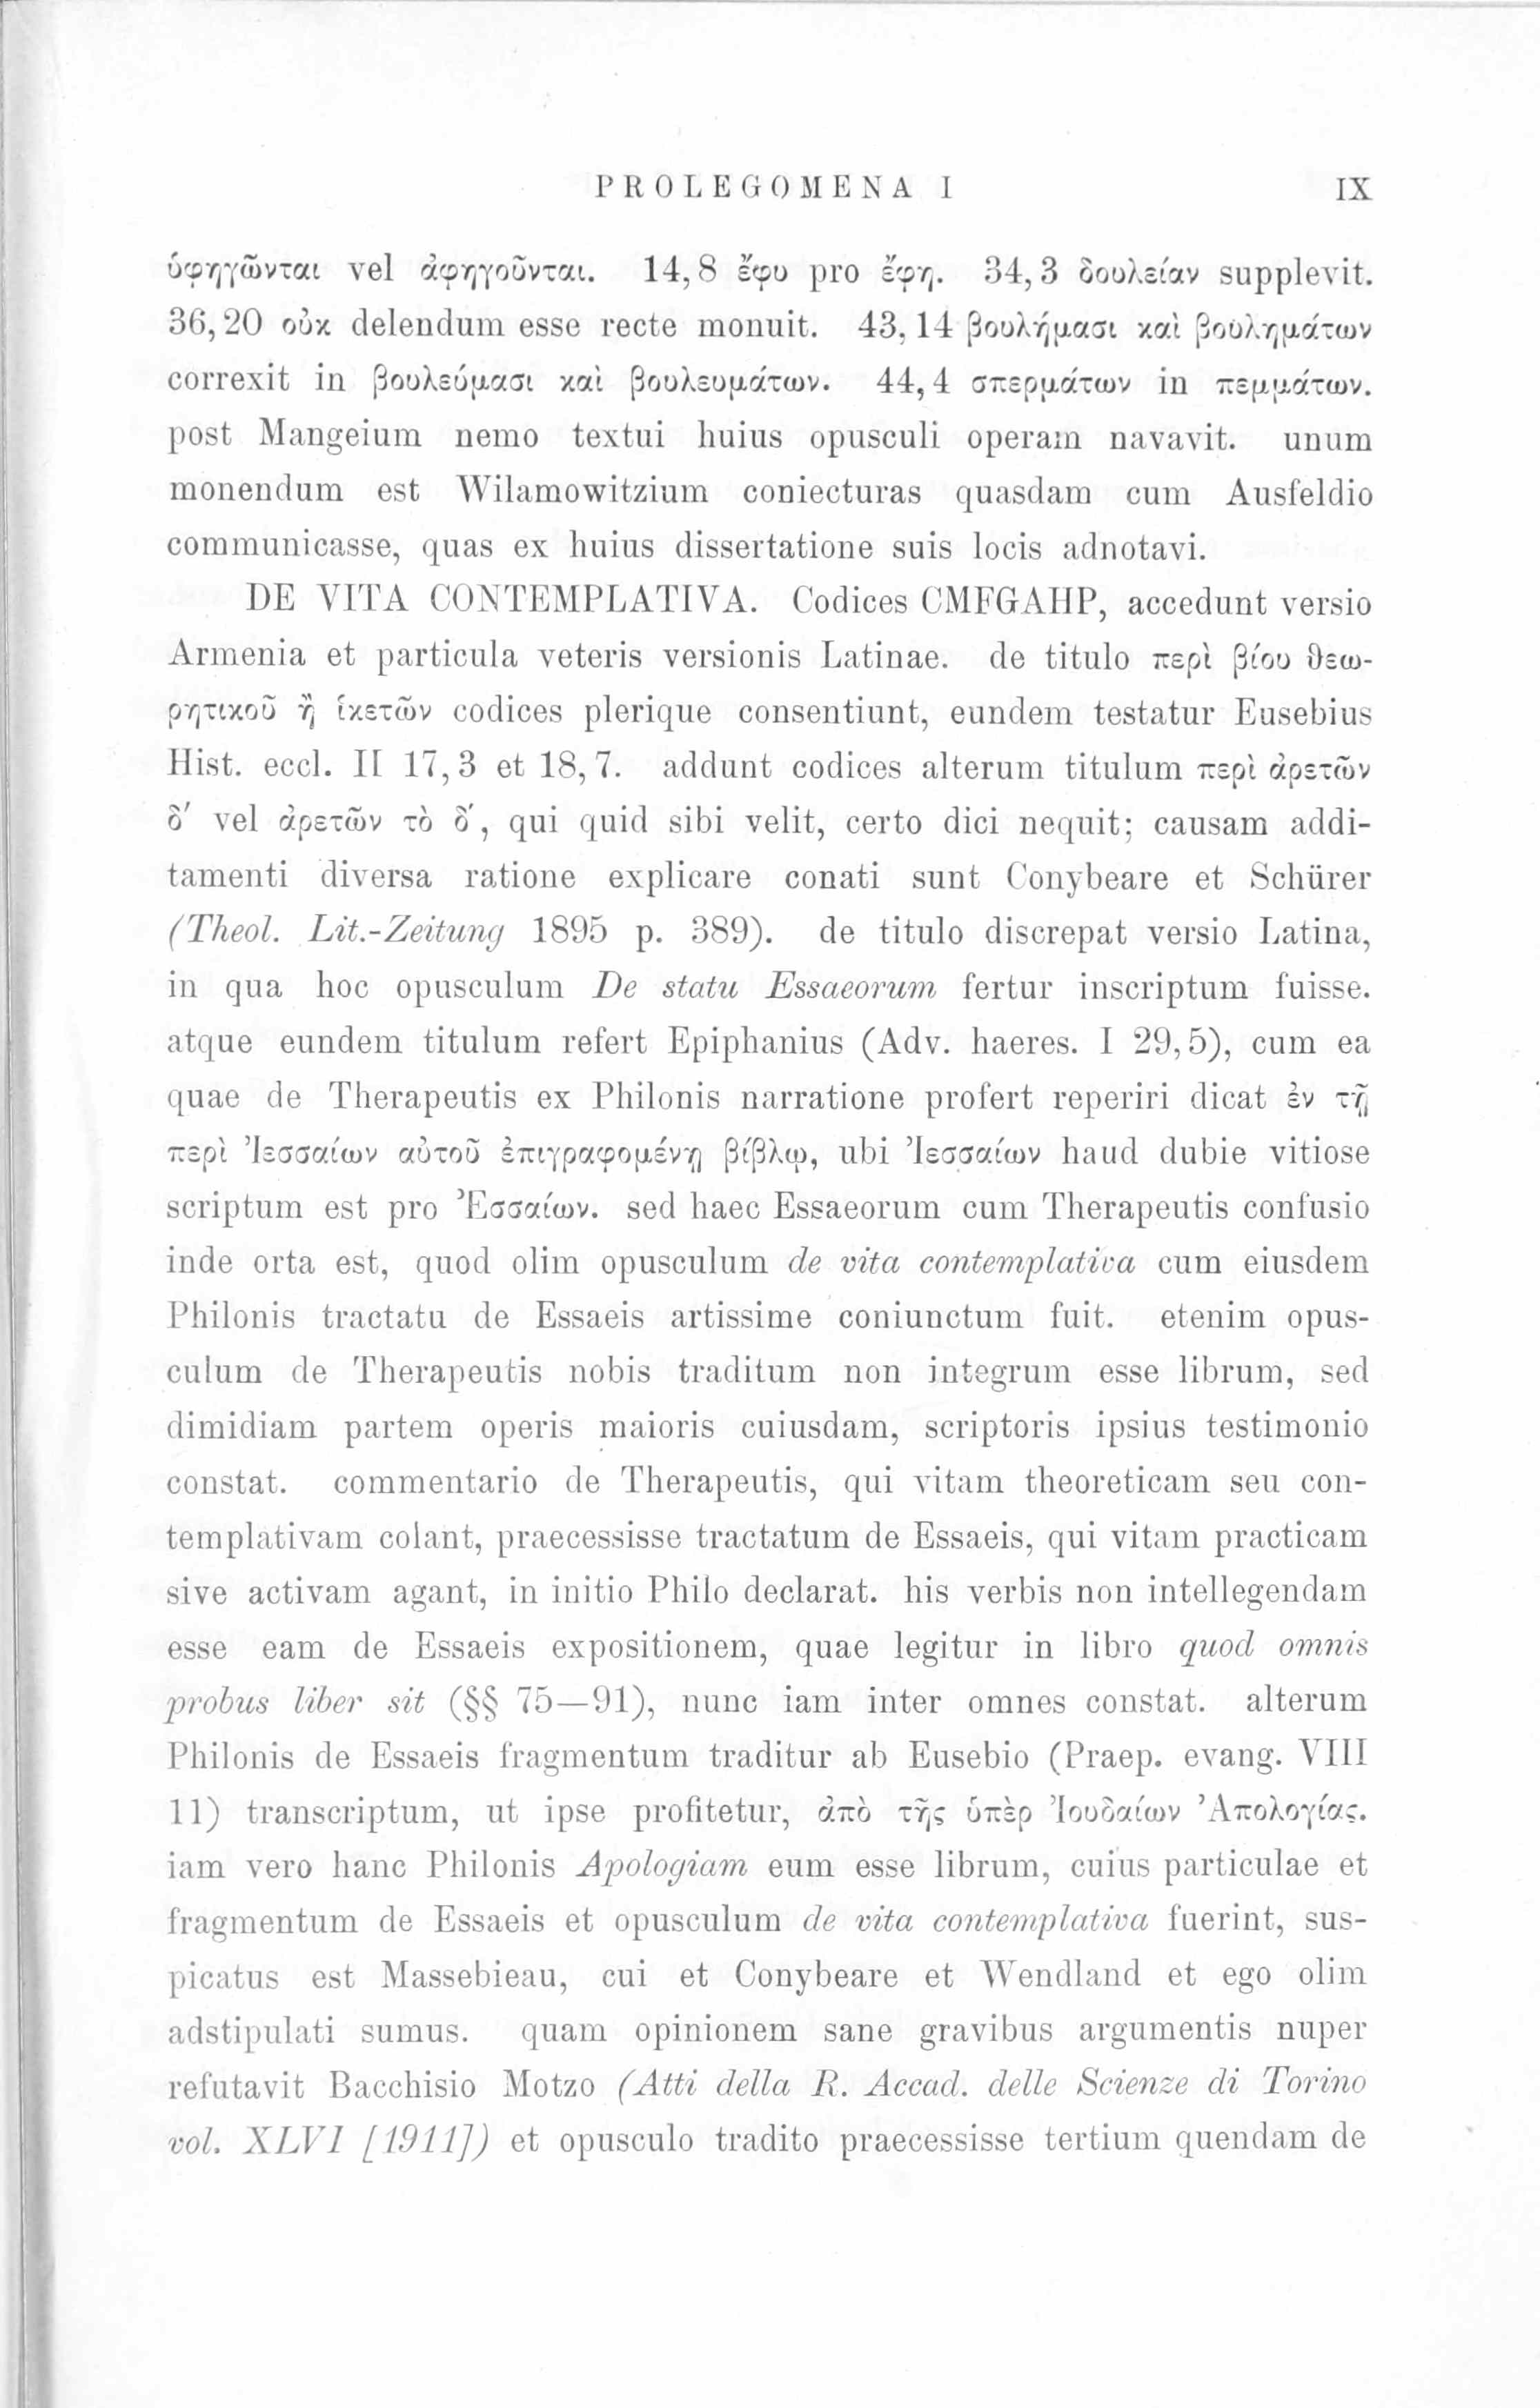 PROLEGOMENA I IX
ὑφηγῶνται vel ἀφηγοῦνται. 14,8 ἔφυ pro ἔφη. 34,3 δουλείαν supplevit.
36,20 οὐκ delendum esse recte monuit. 43,14 βουλήμασι καὶ βουλημάτων
correxit in βουλεύμασι καὶ βουλευμάτων. 44,4 σπερμάτων in πεμμάτων.
post Mangeium nemo textui huius opusculi operam navavit. unum
monendum est Wilamowitzium coniecturas quasdam cum Ausfeldio
communicasse, quas ex huius dissertatione suis locis adnotavi.
DE VITA CONTEMPLATIVA. Codices CMFGAHP, accedunt versio
Armenia et particula veteris versionis Latinae. de titulo περὶ βίου θεω-
ρητικοῦ ἢ ἱκετῶν codices plerique consentiunt, eundem testatur Eusebius
Hist. eccl. II 17,3 et 18,7. addunt codices alterum titulum περὶ ἀρετῶν
δ′ vel ἀρετῶν τὸ δ′, qui quid sibi velit, certo dici nequit; causam addi-
tamenti diversa ratione explicare conati sunt Conybeare et Schürer
(Theol. Lit.-Zeitung 1895 p. 389). de titulo discrepat versio Latina,
in qua hoc opusculum De statu Essaeorum fertur inscriptum fuisse.
atque eundem titulum refert Epiphanius (Adv. haeres. I 29,5), cum ea
quae de Therapeutis ex Philonis narratione profert reperiri dicat ἐν τῇ
περὶ Ἰεσσαίων αὐτοῦ ἐπιγραφομένῃ βίβλῳ, ubi Ἰεσσαίων haud dubie vitiose
scriptum est pro Ἐσσαίων. sed haec Essaeorum cum Therapeutis confusio
inde orta est, quod olim opusculum de vita contemplativa cum eiusdem
Philonis tractatu de Essaeis artissime coniunctum fuit. etenim opus-
culum de Therapeutis nobis traditum non integrum esse librum, sed
dimidiam partem operis maioris cuiusdam, scriptoris ipsius testimonio
constat. commentario de Therapeutis, qui vitam theoreticam seu con-
templativam colant, praecessisse tractatum de Essaeis, qui vitam practicam
sive activam agant, in initio Philo declarat. his verbis non intellegendam
esse eam de Essaeis expositionem, quae legitur in libro quod omnis
probus liber sit (§§ 75—91), nunc iam inter omnes constat. alterum
Philonis de Essaeis fragmentum traditur ab Eusebio (Praep. evang. VIII
11) transcriptum, ut ipse profitetur, ἀπὸ τῆς ὑπὲρ Ἰουδαίων Ἀπολογίας.
iam vero hanc Philonis Apologiam eum esse librum, cuius particulae et
fragmentum de Essaeis et opusculum de vita contemplativa fuerint, sus-
picatus est Massebieau, cui et Conybeare et Wendland et ego olim
adstipulati sumus. quam opinionem sane gravibus argumentis nuper
refutavit Bacchisio Motzo (Atti della R. Accad. delle Scienze di Torino
vol. XLVI [1911]) et opusculo tradito praecessisse tertium quendam de